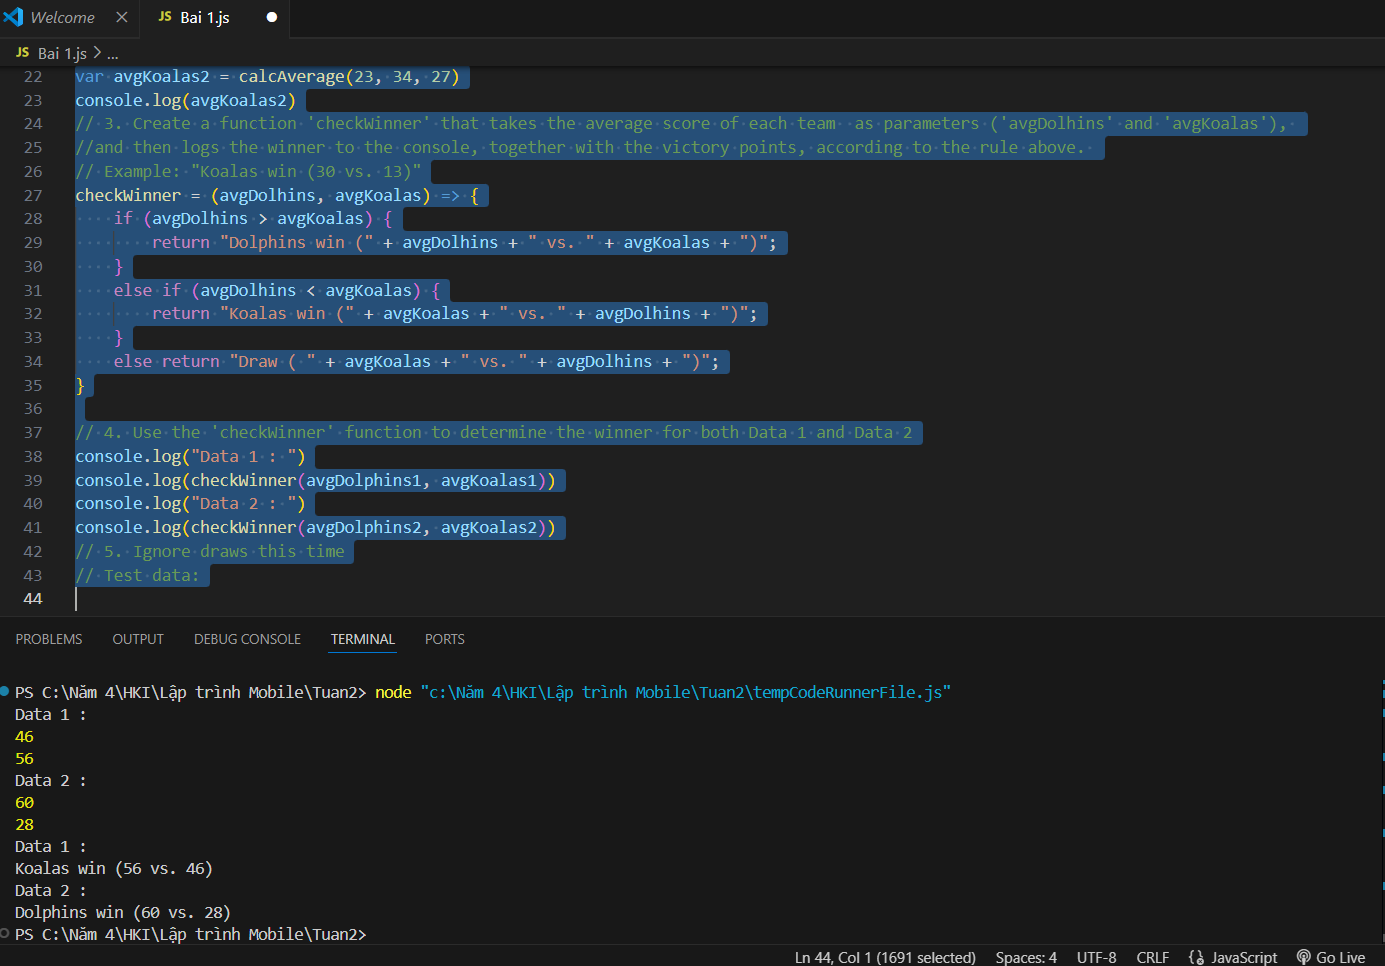 Welcome
JS Bai 1.js
JS Bai 1.js > ...
22 var avgKoalas2 = calcAverage(23, 34, 27)
23 console.log(avgKoalas2)
24 // 3. Create a function 'checkWinner' that takes the average score of each team  as parameters ('avgDolhins' and 'avgKoalas'),
25 //and then logs the winner to the console, together with the victory points, according to the rule above.
26 // Example: "Koalas win (30 vs. 13)"
27 checkWinner = (avgDolhins, avgKoalas) => {
28     if (avgDolhins > avgKoalas) {
29         return "Dolphins win (" + avgDolhins + " vs. " + avgKoalas + ")";
30     }
31     else if (avgDolhins < avgKoalas) {
32         return "Koalas win (" + avgKoalas + " vs. " + avgDolhins + ")";
33     }
34     else return "Draw ( " + avgKoalas + " vs. " + avgDolhins + ")";
35 }
36
37 // 4. Use the 'checkWinner' function to determine the winner for both Data 1 and Data 2
38 console.log("Data 1 : ")
39 console.log(checkWinner(avgDolphins1, avgKoalas1))
40 console.log("Data 2 : ")
41 console.log(checkWinner(avgDolphins2, avgKoalas2))
42 // 5. Ignore draws this time
43 // Test data:
44
PROBLEMS OUTPUT DEBUG CONSOLE TERMINAL PORTS
PS C:\Năm 4\HKI\Lập trình Mobile\Tuan2> node "c:\Năm 4\HKI\Lập trình Mobile\Tuan2\tempCodeRunnerFile.js"
Data 1 :
46
56
Data 2 :
60
28
Data 1 :
Koalas win (56 vs. 46)
Data 2 :
Dolphins win (60 vs. 28)
PS C:\Năm 4\HKI\Lập trình Mobile\Tuan2>
Ln 44, Col 1 (1691 selected) Spaces: 4 UTF-8 CRLF JavaScript Go Live